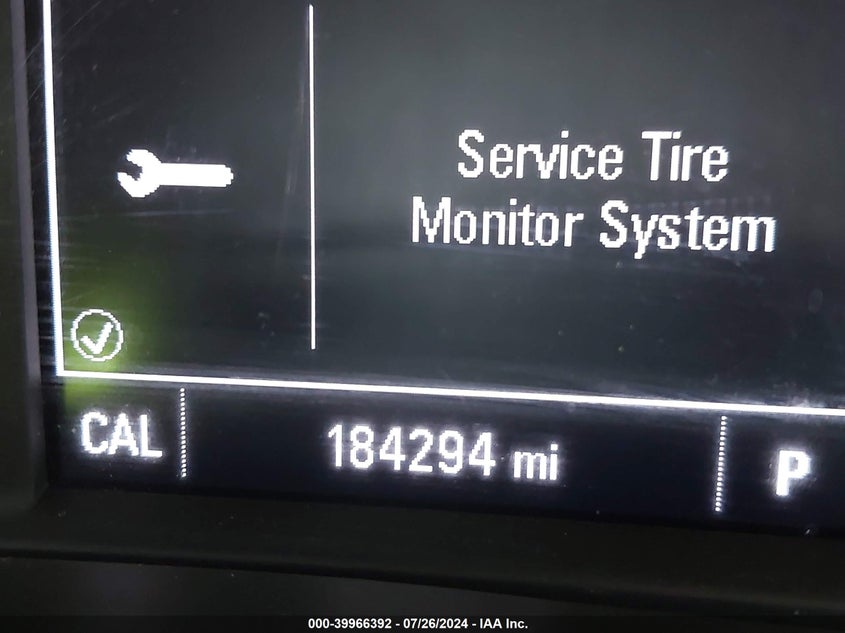 Service Tire
Monitor System
CAL
184294 mi
P
000-39966392 - 07/26/2024 - IAA Inc.